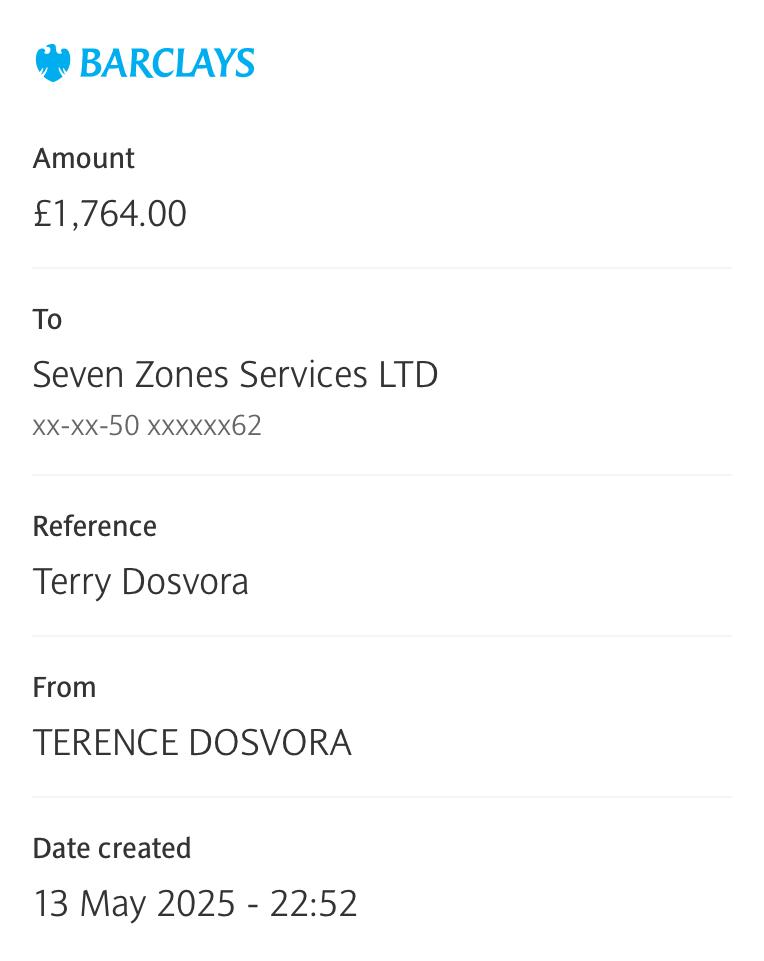 BARCLAYS
Amount
£1,764.00
To
Seven Zones Services LTD
xx-xx-50 xxxxxx62
Reference
Terry Dosvora
From
TERENCE DOSVORA
Date created
13 May 2025 - 22:52